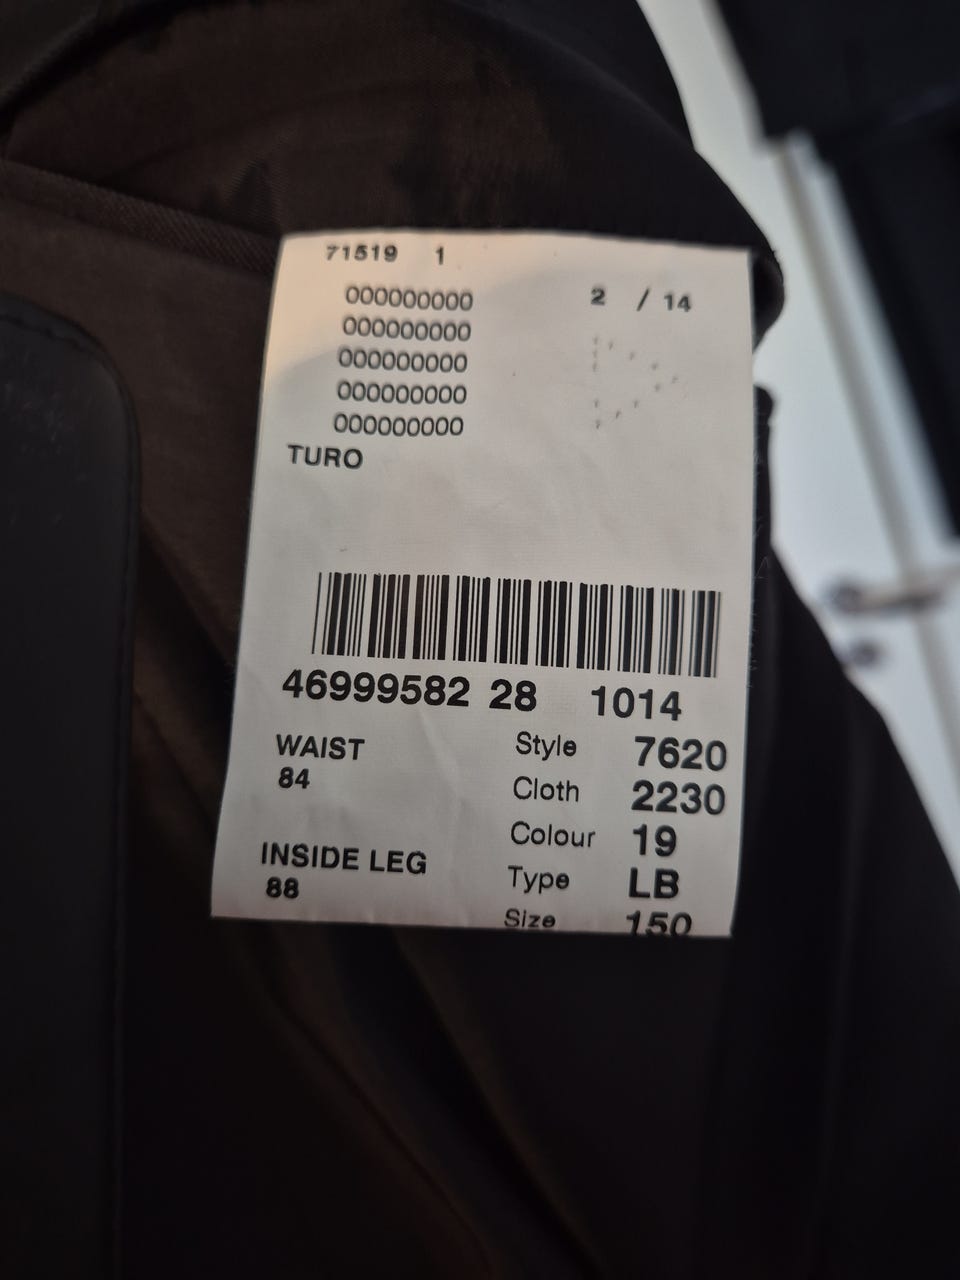 71519 1
000000000 2 / 14
000000000
000000000
000000000
000000000
TURO
46999582 28 1014
WAIST Style 7620
84 Cloth 2230
Colour 19
INSIDE LEG Type LB
88 Size 150